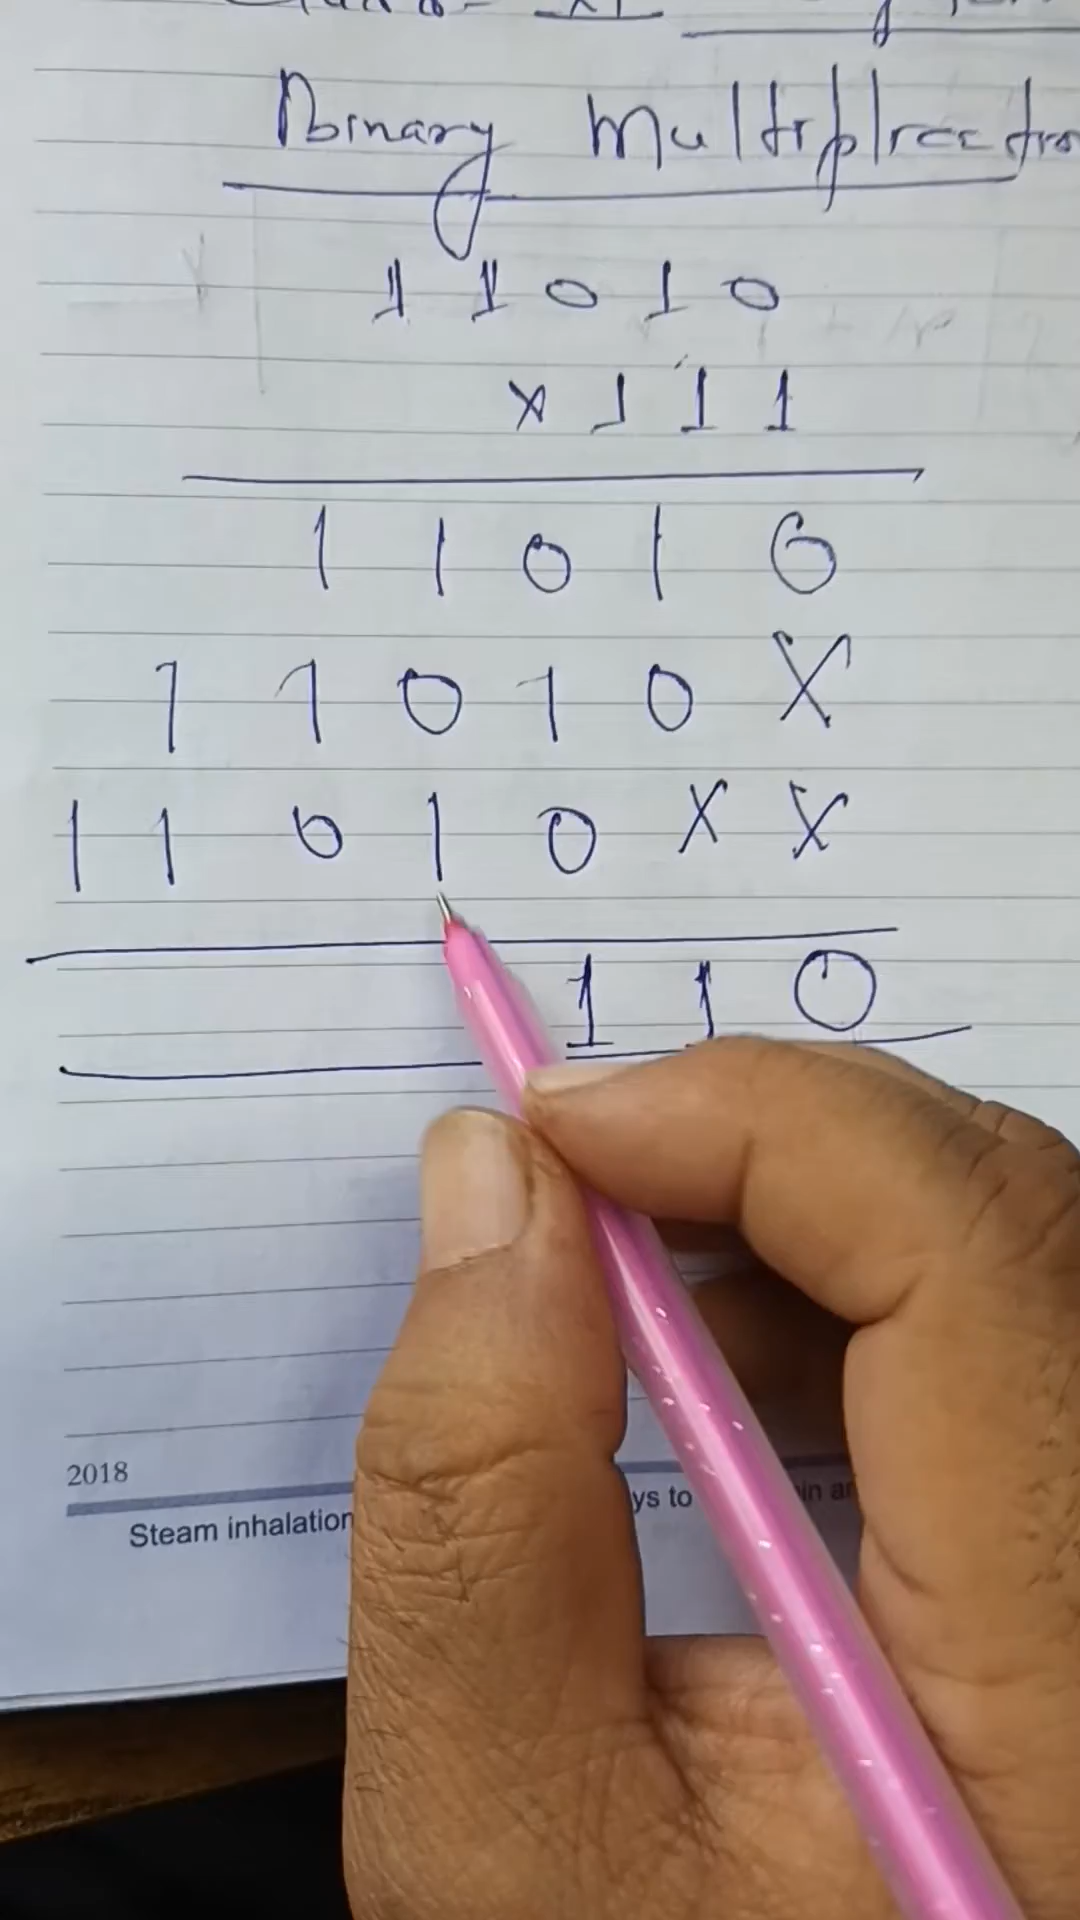 Binary Multiplication
1 1 0 1 0
x 1 1 1
1 1 0 1 0
1 1 0 1 0 X
1 1 0 1 0 X X
1 1 0
2018
Steam inhalation
ys to